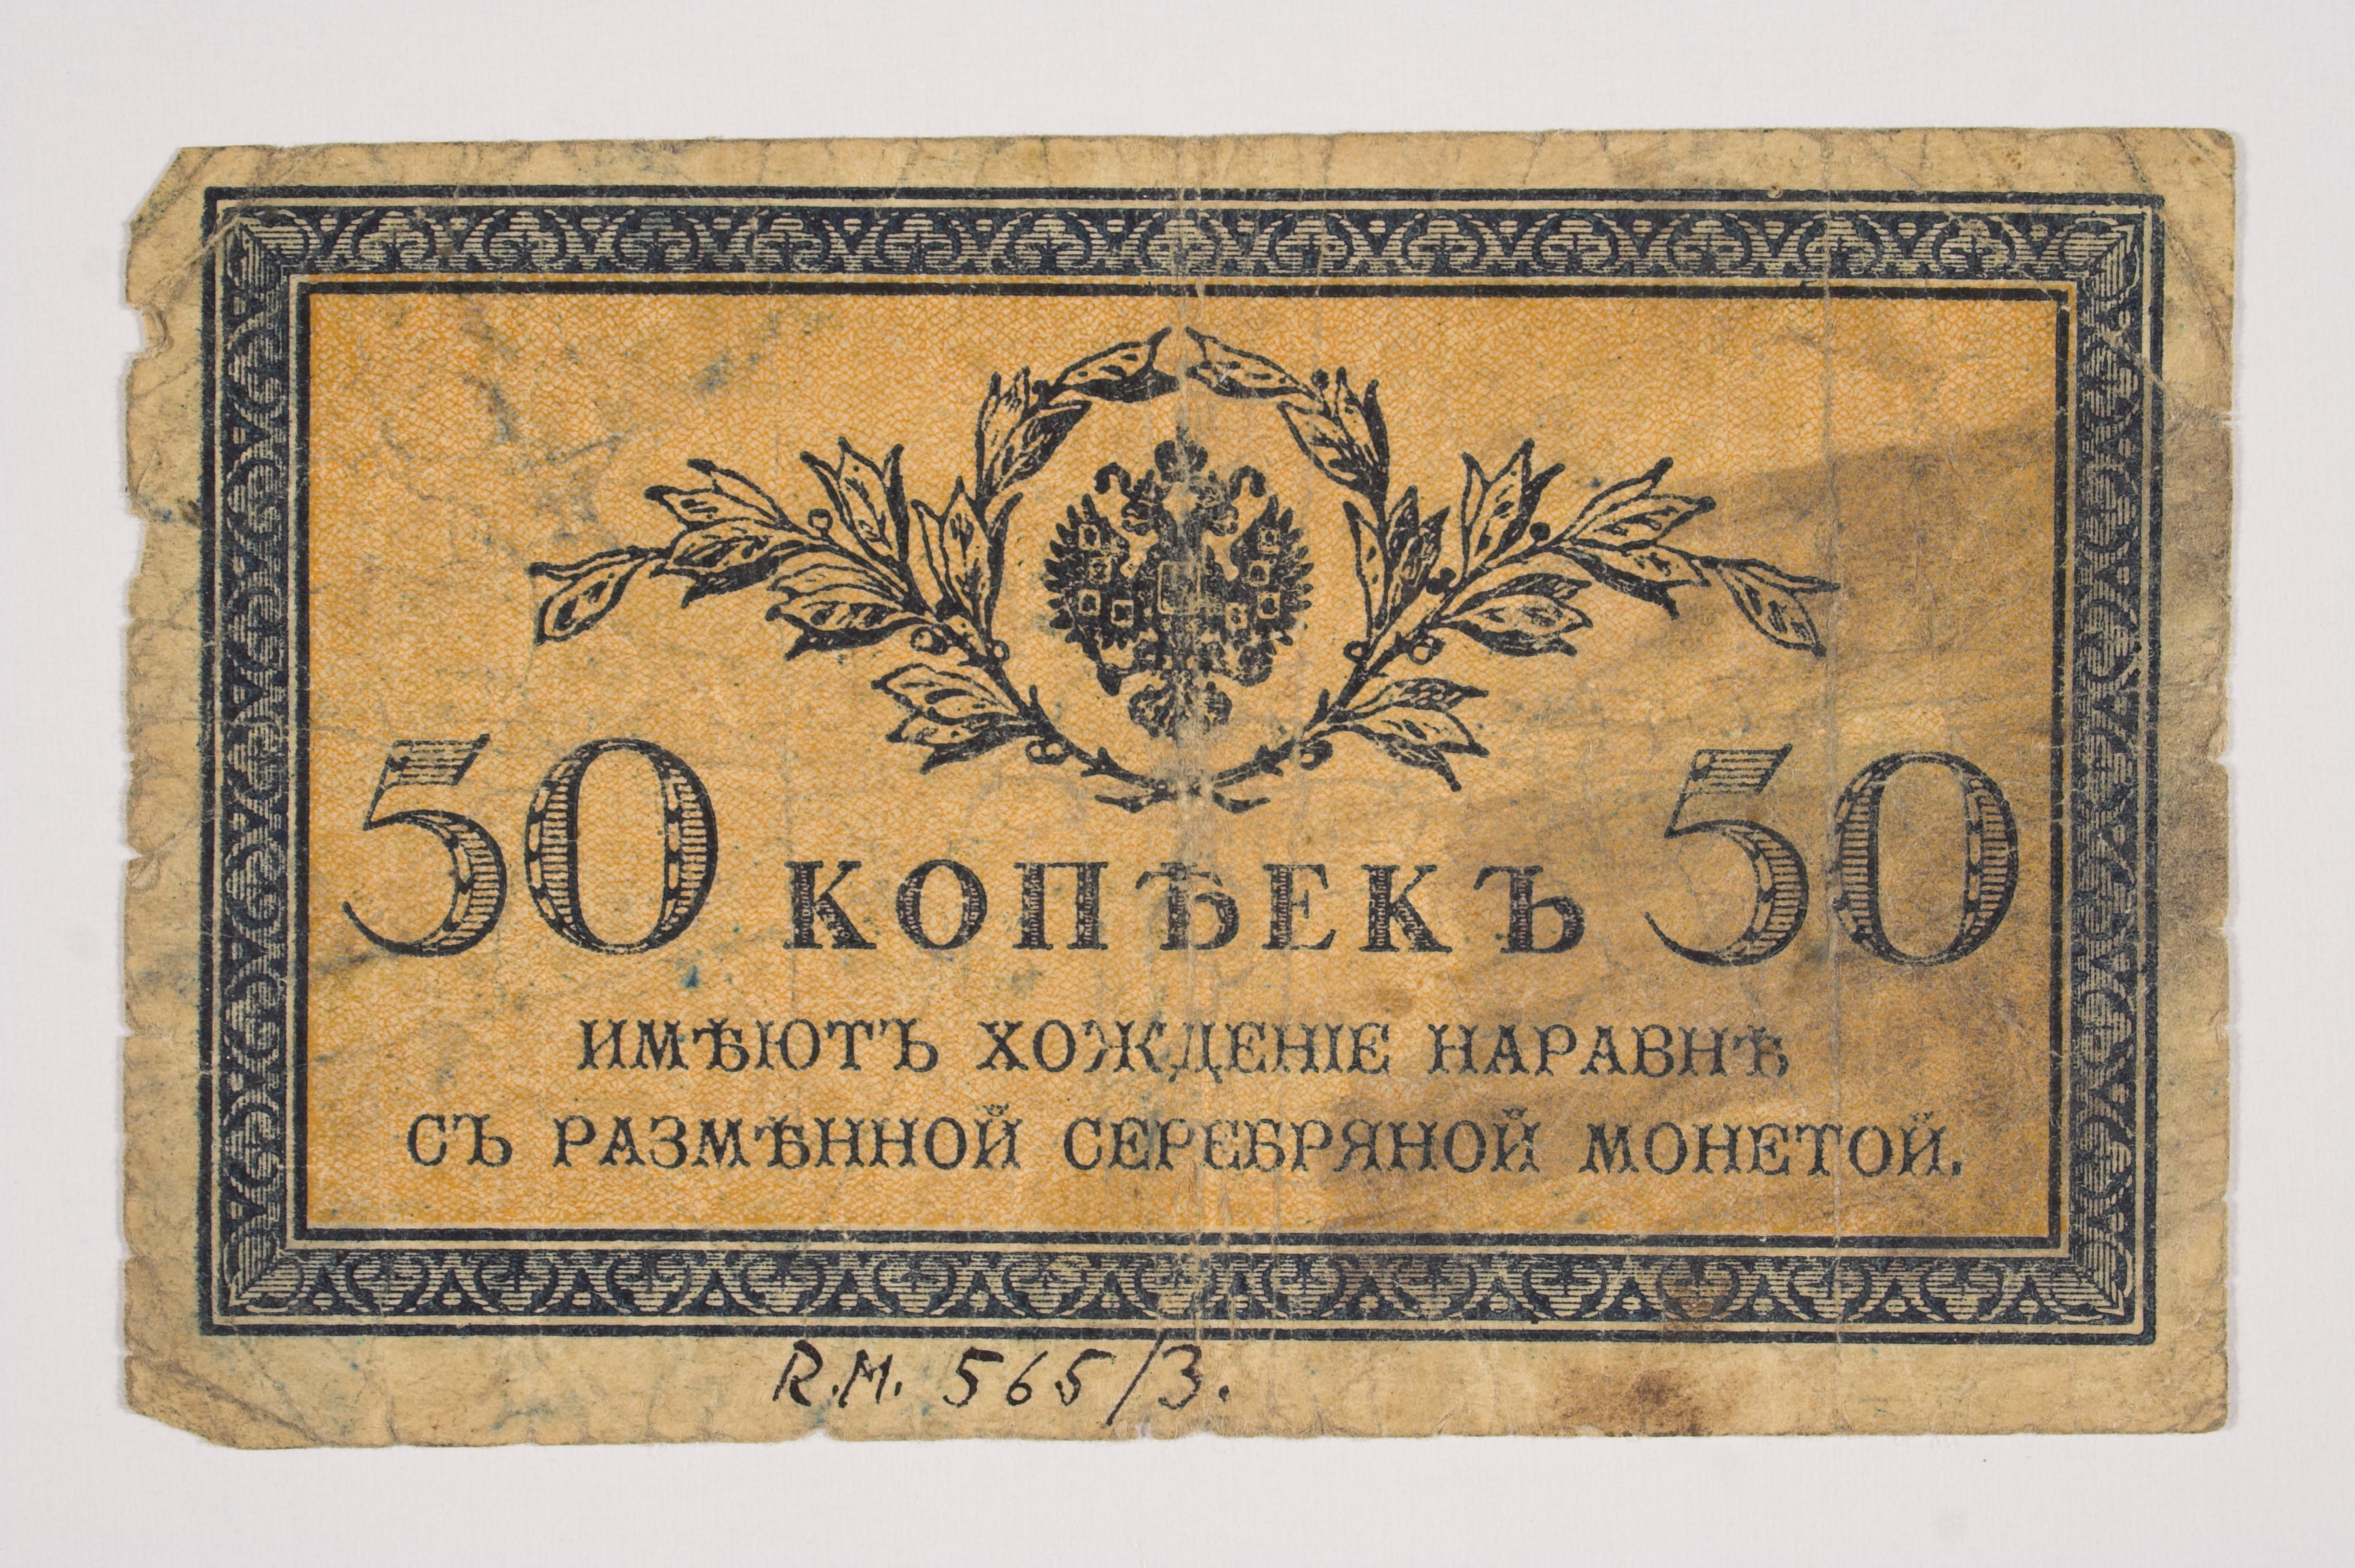 50 КОПѢЕКЪ 50
ИМѢЮТЪ ХОЖДЕНІЕ НАРАВНѢ
СЪ РАЗМѢННОЙ СЕРЕБРЯНОЙ МОНЕТОЙ.
R.M. 565/3.